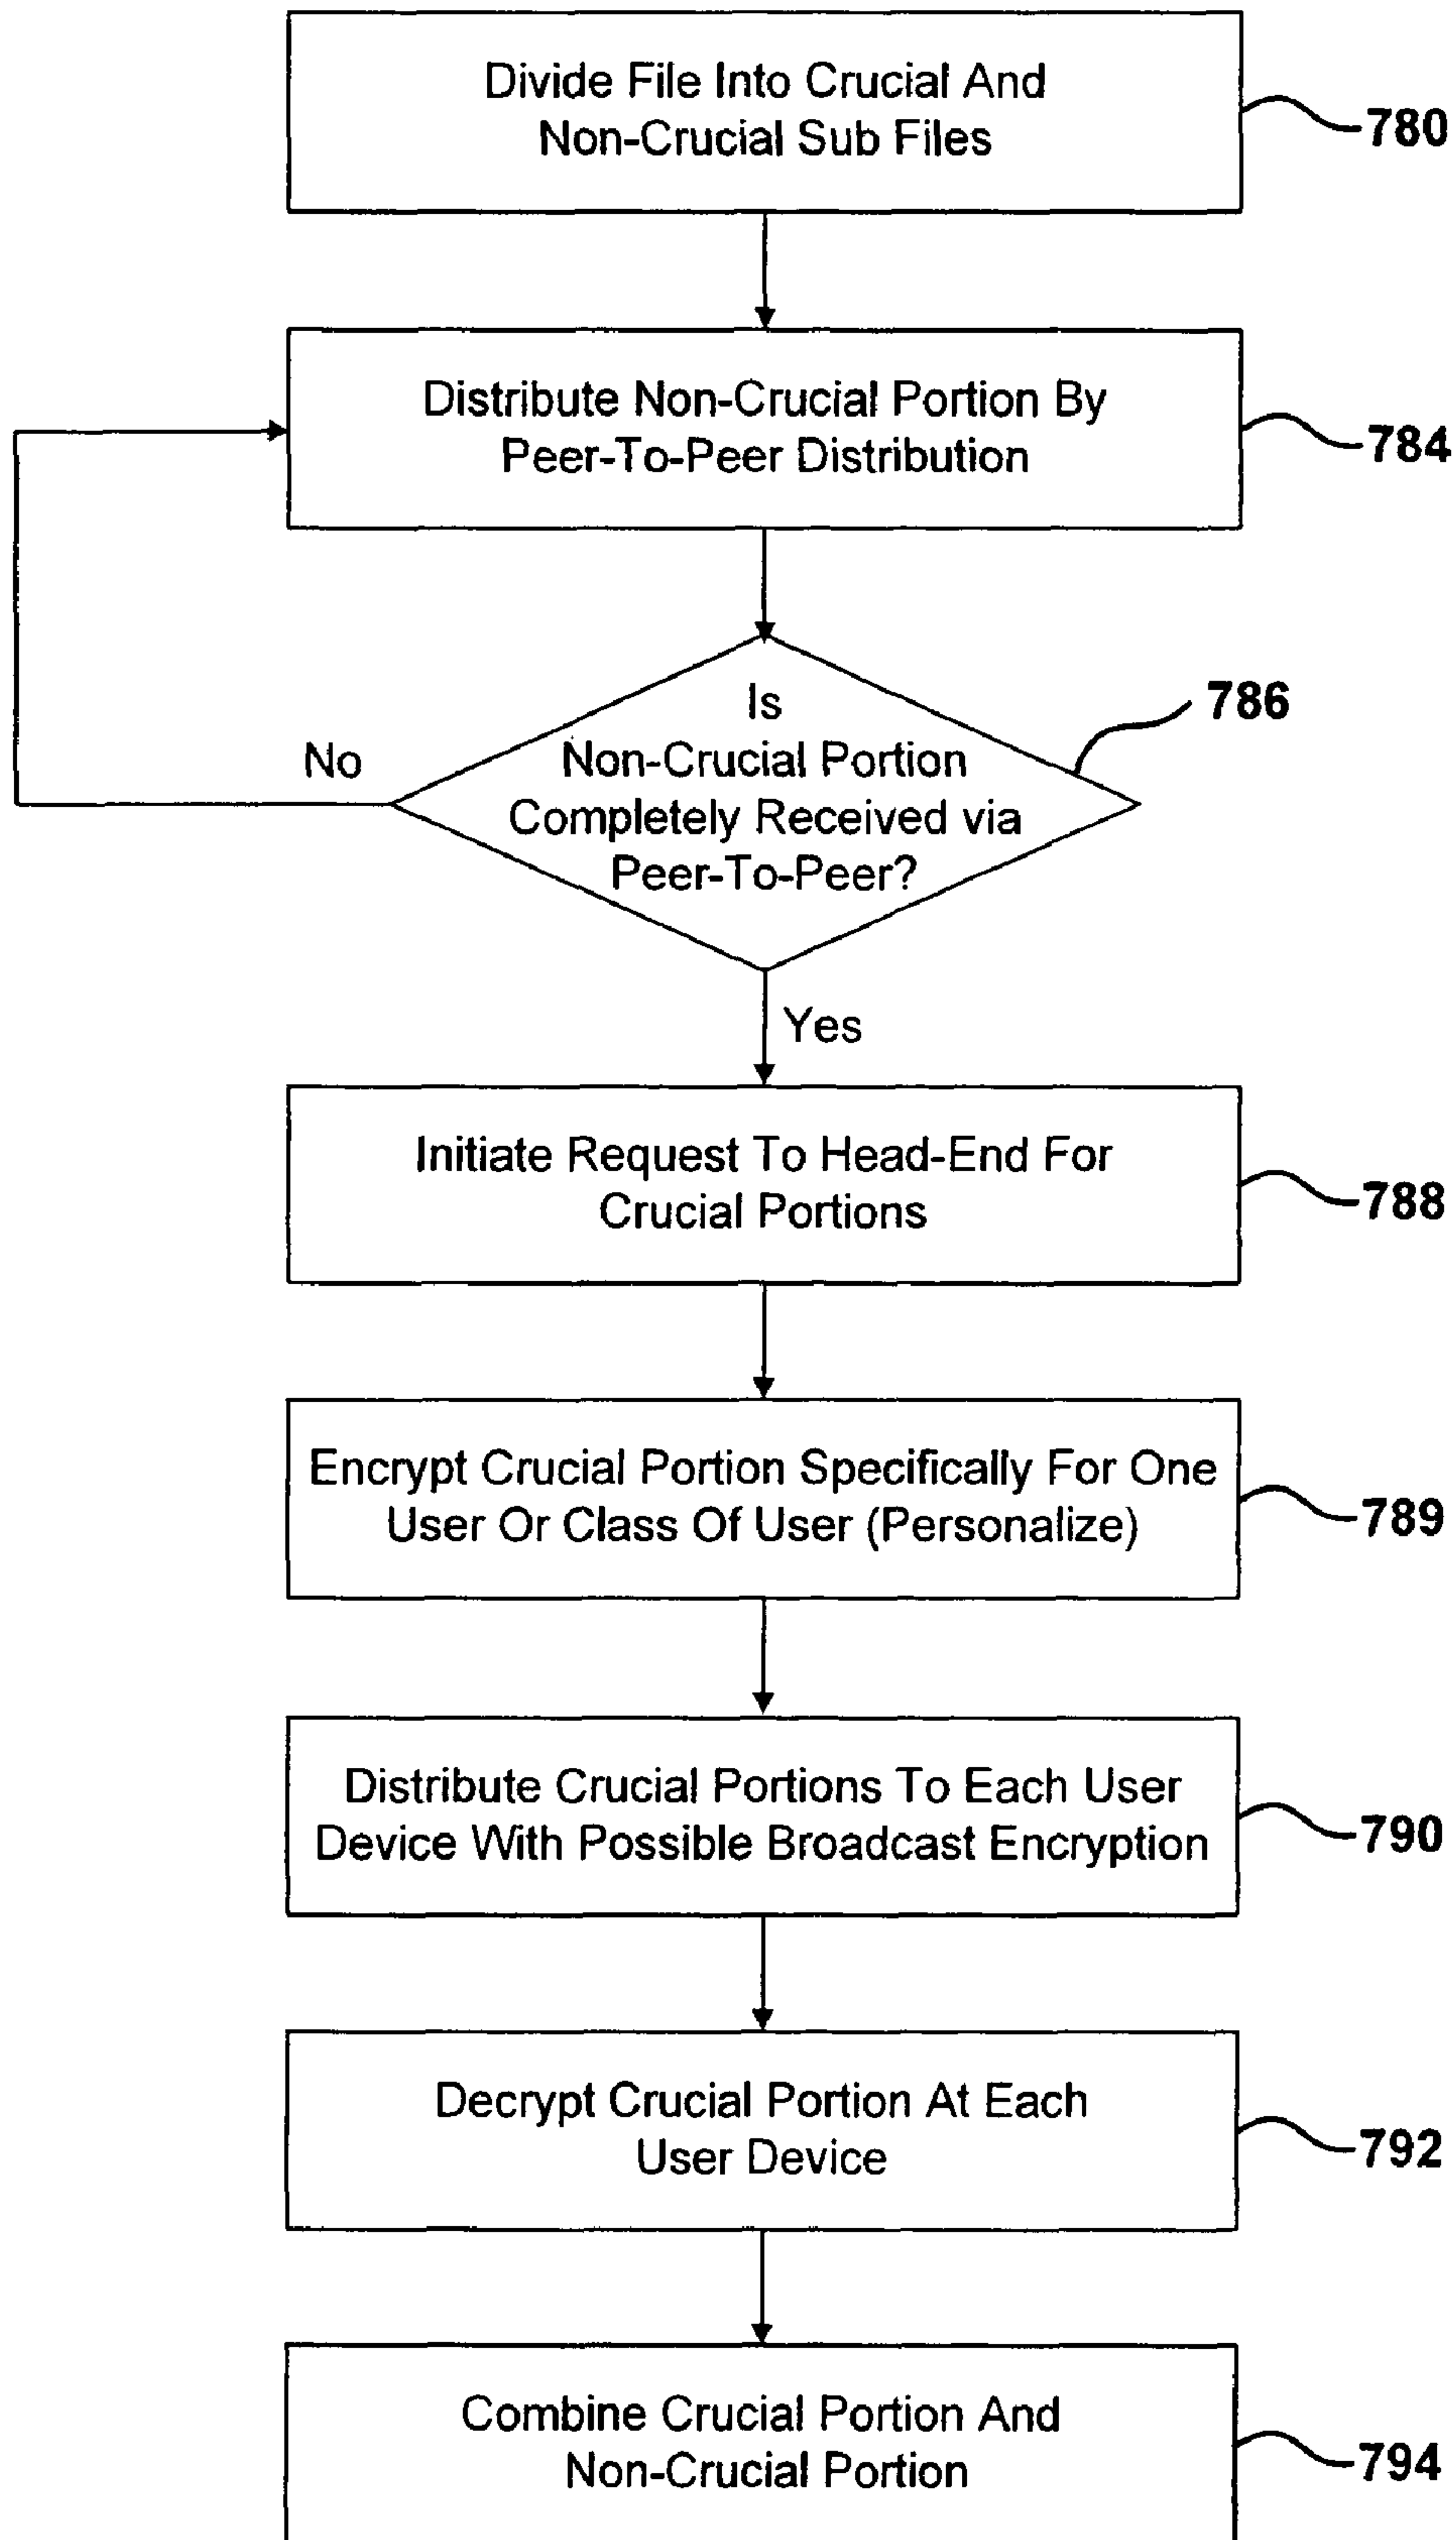 Divide File Into Crucial And
Non-Crucial Sub Files
780
Distribute Non-Crucial Portion By
Peer-To-Peer Distribution
784
Is
Non-Crucial Portion
Completely Received via
Peer-To-Peer?
786
No
Yes
Initiate Request To Head-End For
Crucial Portions
788
Encrypt Crucial Portion Specifically For One
User Or Class Of User (Personalize)
789
Distribute Crucial Portions To Each User
Device With Possible Broadcast Encryption
790
Decrypt Crucial Portion At Each
User Device
792
Combine Crucial Portion And
Non-Crucial Portion
794